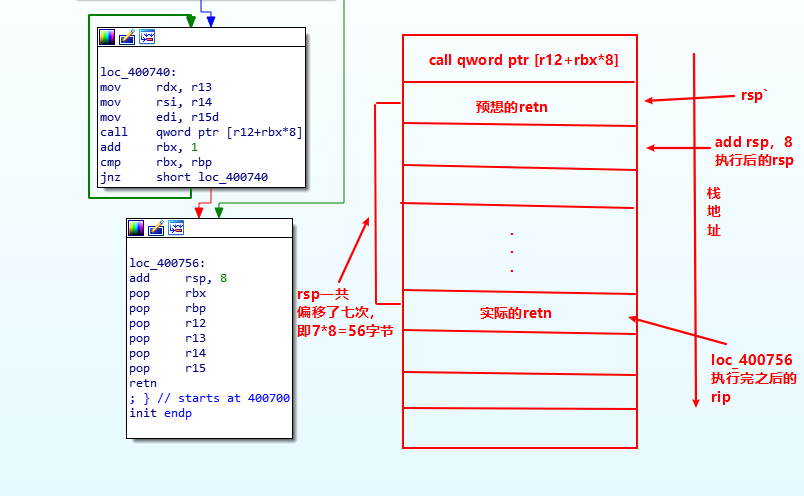 loc_400740:
mov rdx, r13
mov rsi, r14
mov edi, r15d
call qword ptr [r12+rbx*8]
add rbx, 1
cmp rbx, rbp
jnz short loc_400740
loc_400756:
add rsp, 8
pop rbx
pop rbp
pop r12
pop r13
pop r14
pop r15
retn
; } // starts at 400700
init endp
rsp一共
偏移了七次，
即7*8=56字节
call qword ptr [r12+rbx*8]
预想的retn
.
.
.
实际的retn
rsp`
add rsp，8
执行后的rsp
栈
地
址
loc_400756
执行完之后的
rip